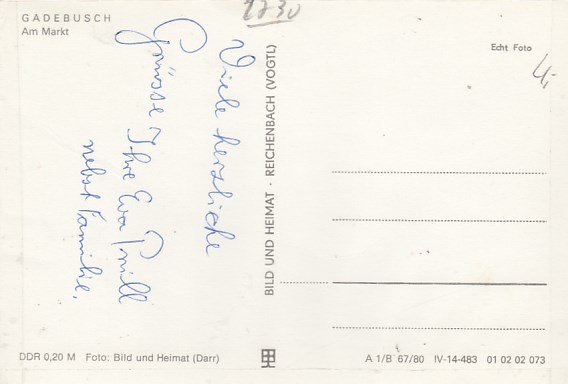 GADEBUSCH
Am Markt
2730
Echt Foto
4,-
Viele herzliche
Grüsse Ihre Eva Prill
nebst Familie.
BILD UND HEIMAT · REICHENBACH (VOGTL)
DDR 0,20 M Foto: Bild und Heimat (Darr)
A 1/B 67/80 IV-14-483 01 02 02 073